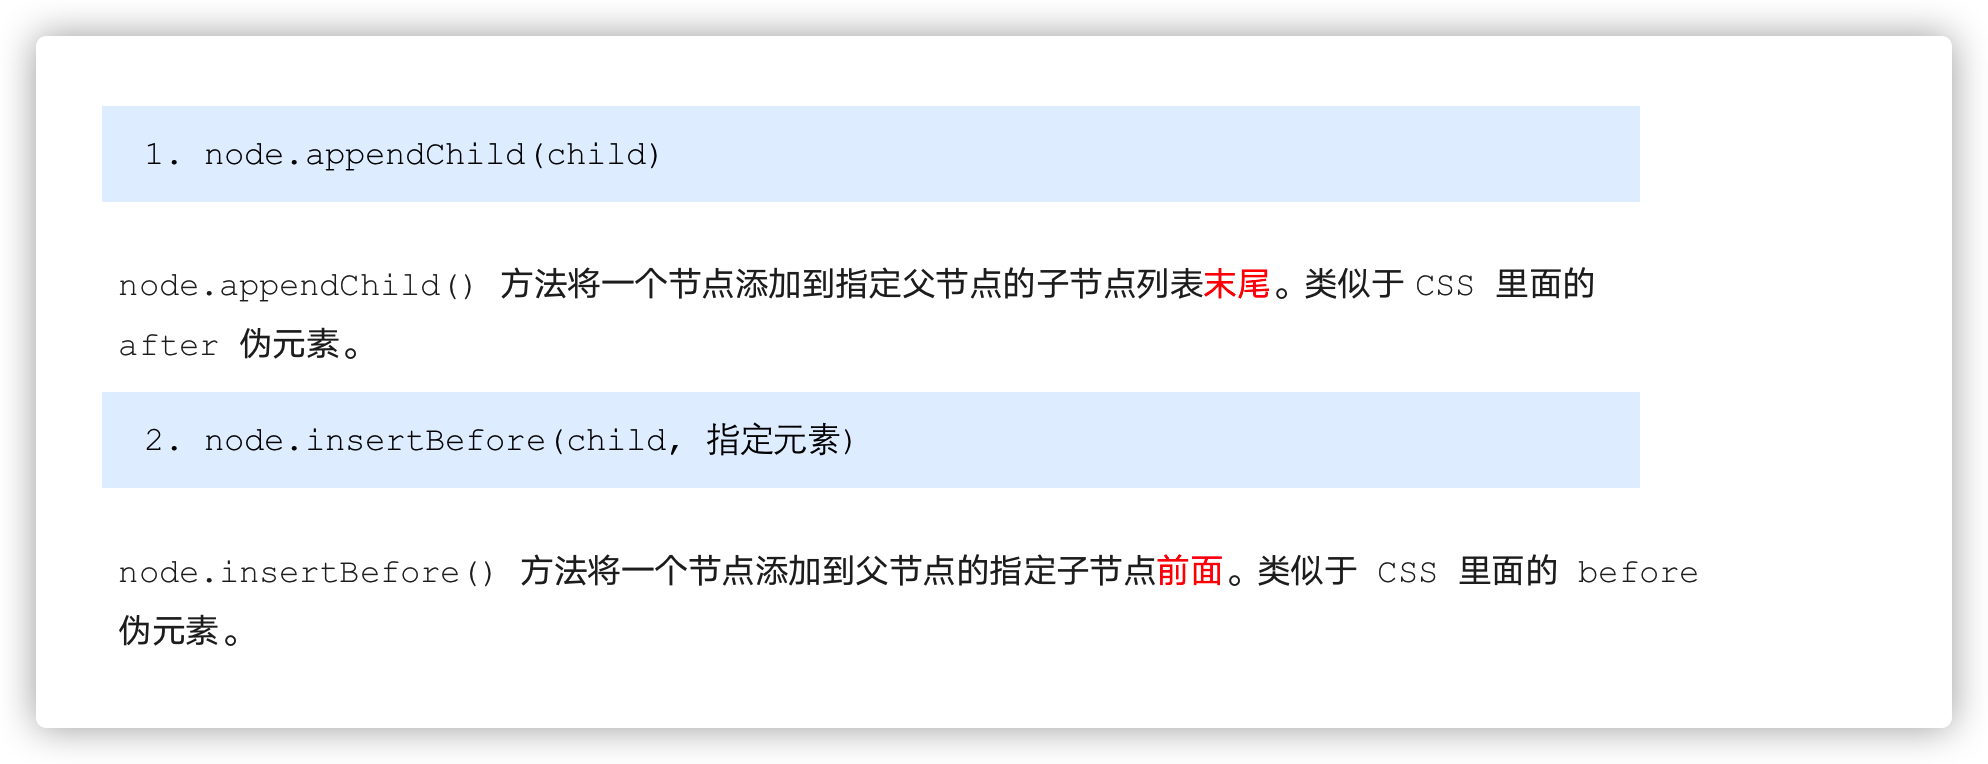 1. node.appendChild(child)
node.appendChild() 方法将一个节点添加到指定父节点的子节点列表末尾。类似于 CSS 里面的
after 伪元素。
2. node.insertBefore(child, 指定元素)
node.insertBefore() 方法将一个节点添加到父节点的指定子节点前面。类似于 CSS 里面的 before
伪元素。